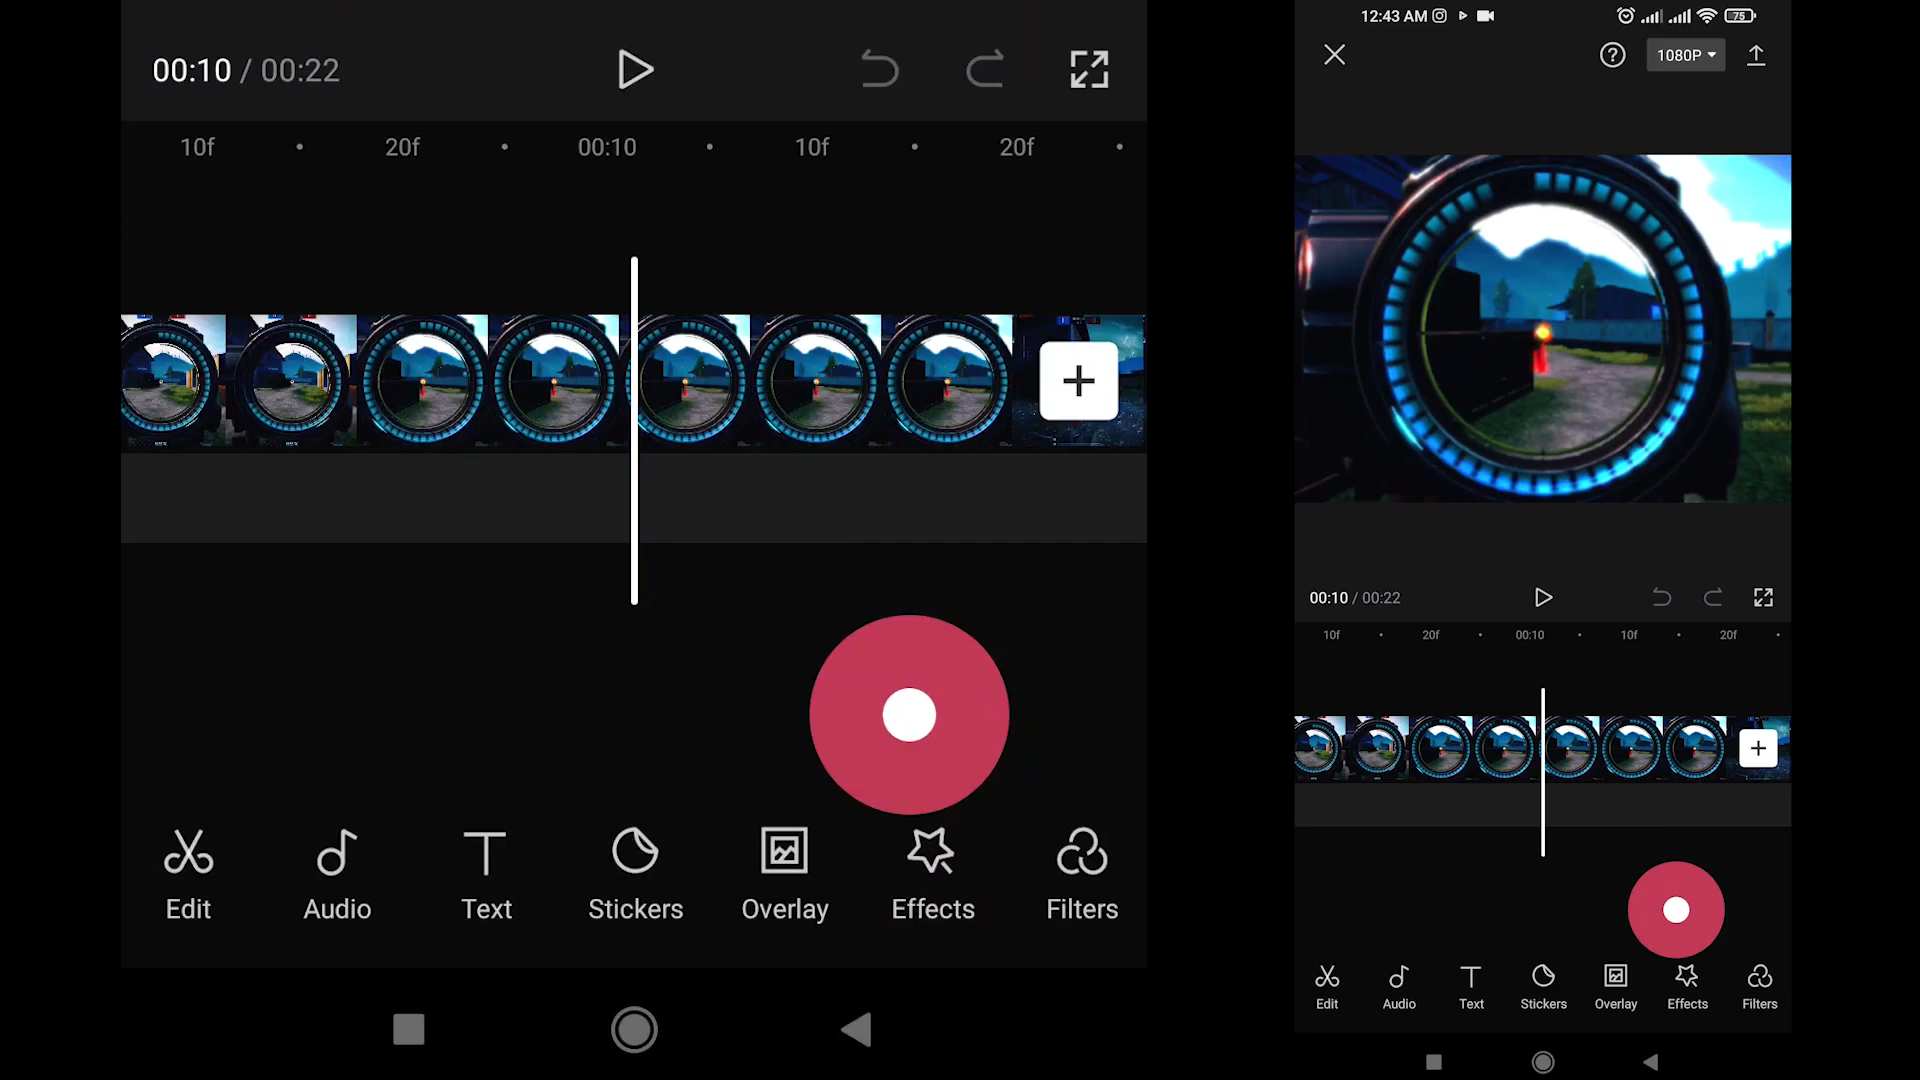 00:10 / 00:22
10f 20f 00:10 10f 20f
Edit Audio Text Stickers Overlay Effects Filters
12:43 AM 75
1080P
00:10 / 00:22
10f 20f 00:10 10f 20f
Edit Audio Text Stickers Overlay Effects Filters